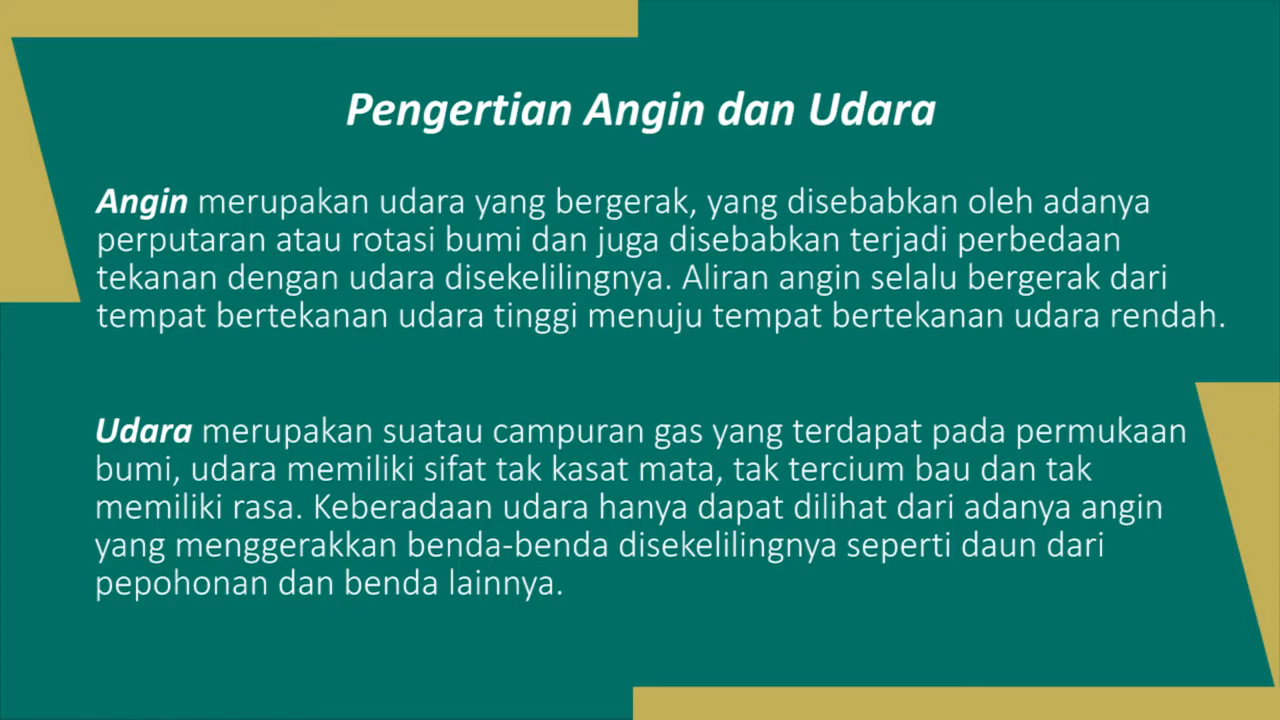 Pengertian Angin dan Udara
Angin merupakan udara yang bergerak, yang disebabkan oleh adanya
perputaran atau rotasi bumi dan juga disebabkan terjadi perbedaan
tekanan dengan udara disekelilingnya. Aliran angin selalu bergerak dari
tempat bertekanan udara tinggi menuju tempat bertekanan udara rendah.
Udara merupakan suatau campuran gas yang terdapat pada permukaan
bumi, udara memiliki sifat tak kasat mata, tak tercium bau dan tak
memiliki rasa. Keberadaan udara hanya dapat dilihat dari adanya angin
yang menggerakkan benda-benda disekelilingnya seperti daun dari
pepohonan dan benda lainnya.